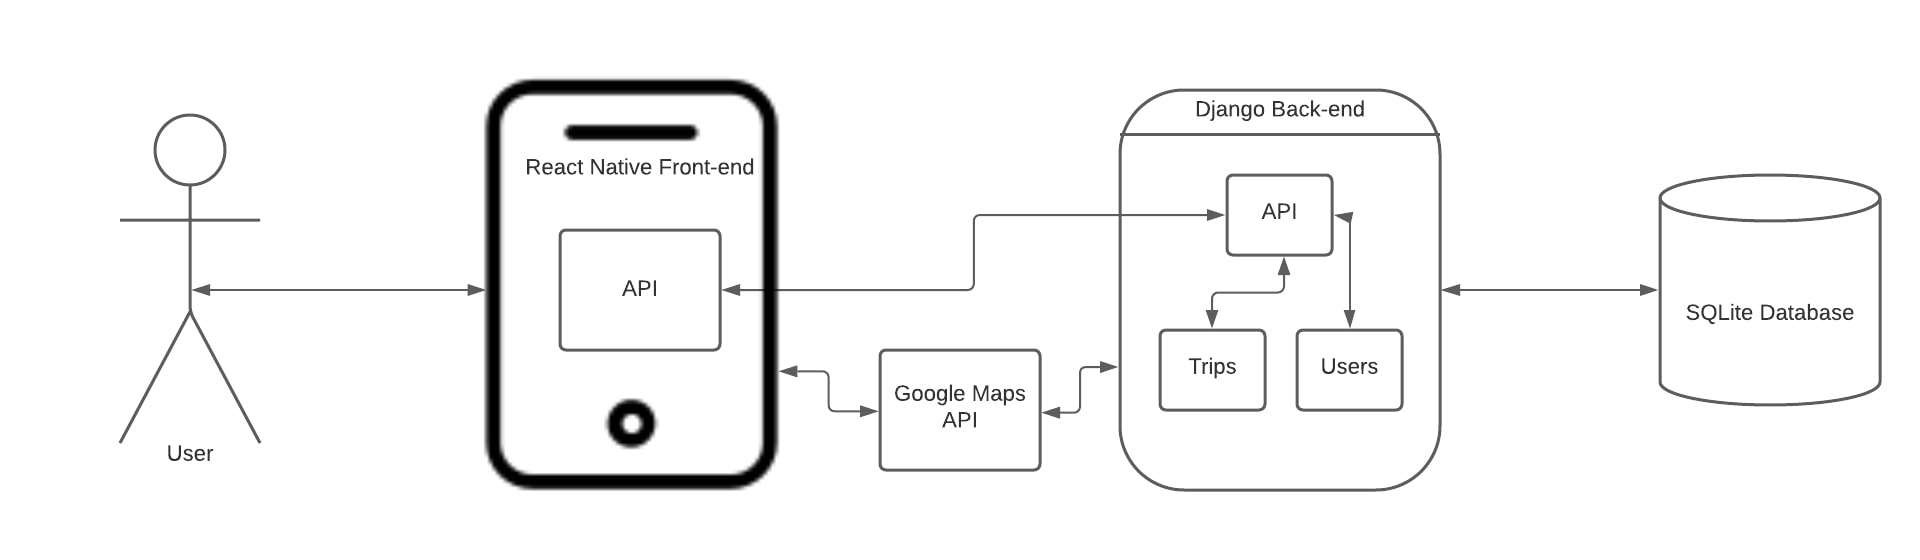 User
React Native Front-end
API
Google Maps
API
Django Back-end
API
Trips
Users
SQLite Database